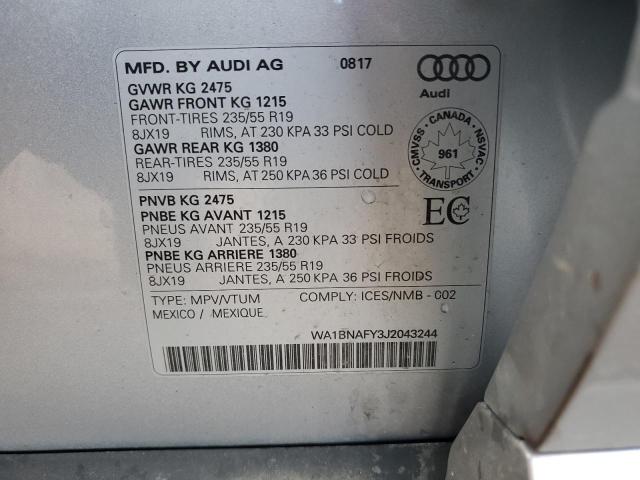 MFD. BY AUDI AG 0817
Audi
GVWR KG 2475
GAWR FRONT KG 1215
FRONT-TIRES 235/55 R19
8JX19 RIMS, AT 230 KPA 33 PSI COLD
GAWR REAR KG 1380
REAR-TIRES 235/55 R19
8JX19 RIMS, AT 250 KPA 36 PSI COLD
CMVSS - CANADA - NSVAC
961
TRANSPORT
PNVB KG 2475
PNBE KG AVANT 1215
PNEUS AVANT 235/55 R19
8JX19 JANTES, A 230 KPA 33 PSI FROIDS
PNBE KG ARRIERE 1380
PNEUS ARRIERE 235/55 R19
8JX19 JANTES, A 250 KPA 36 PSI FROIDS
EC
TYPE: MPV/VTUM COMPLY: ICES/NMB - 002
MEXICO / MEXIQUE
WA1BNAFY3J2043244